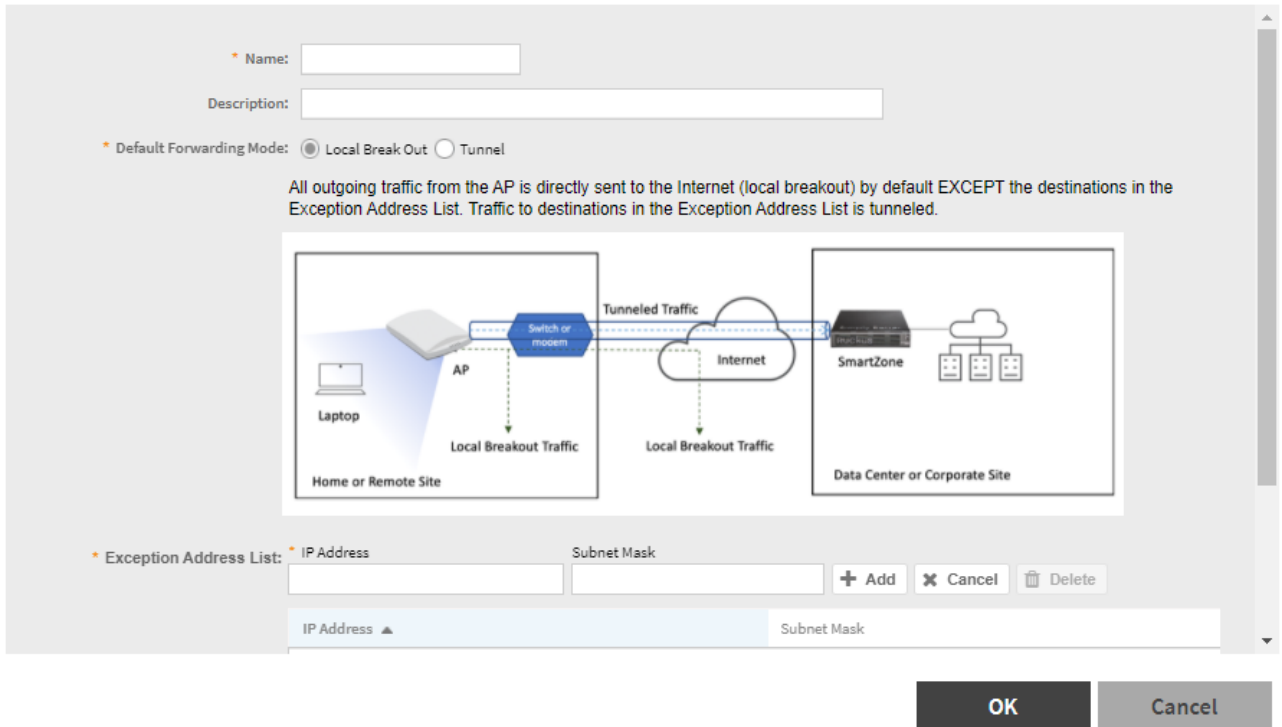 * Name:
Description:
* Default Forwarding Mode: Local Break Out Tunnel
All outgoing traffic from the AP is directly sent to the Internet (local breakout) by default EXCEPT the destinations in the
Exception Address List. Traffic to destinations in the Exception Address List is tunneled.
Tunneled Traffic
Switch or
modem
Internet
AP
SmartZone
Laptop
Local Breakout Traffic
Local Breakout Traffic
Home or Remote Site
Data Center or Corporate Site
* Exception Address List: * IP Address Subnet Mask
+ Add × Cancel Delete
IP Address ▲ Subnet Mask
OK Cancel